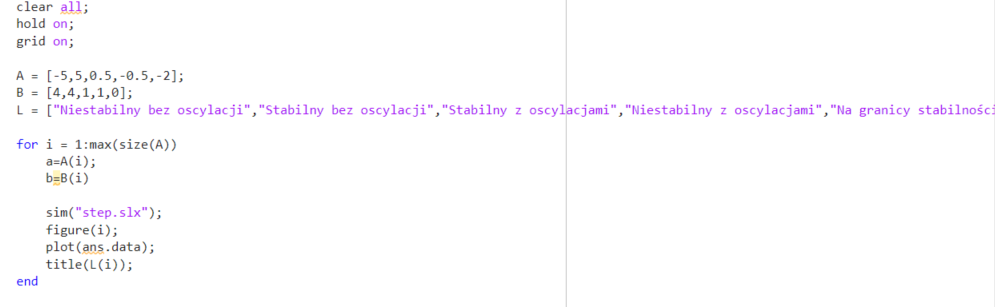 clear all;
hold on;
grid on;
A = [-5,5,0.5,-0.5,-2];
B = [4,4,1,1,0];
L = ["Niestabilny bez oscylacji","Stabilny bez oscylacji","Stabilny z oscylacjami","Niestabilny z oscylacjami","Na granicy stabilności
for i = 1:max(size(A))
    a=A(i);
    b=B(i)
    sim("step.slx");
    figure(i);
    plot(ans.data);
    title(L(i));
end